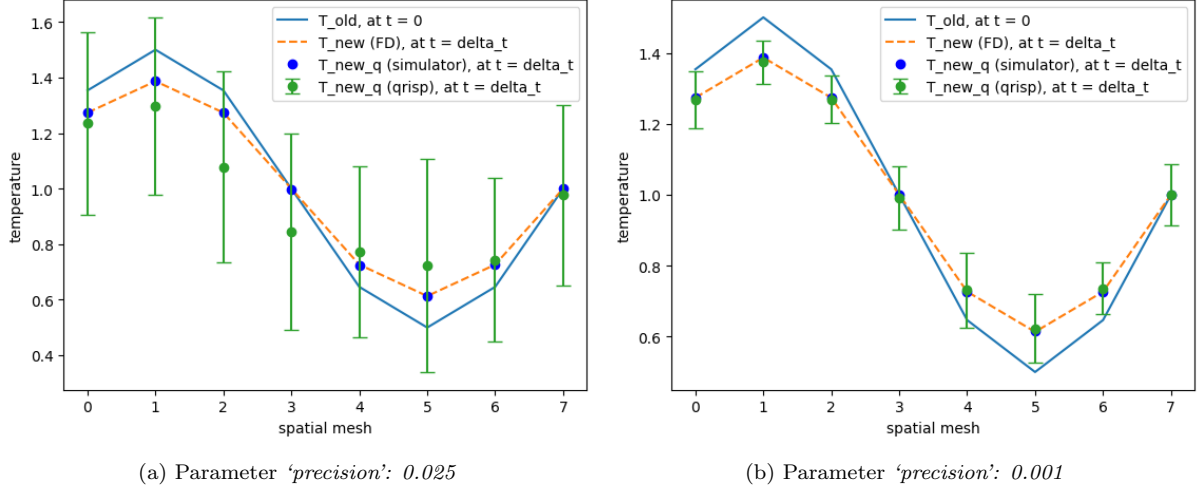 1.6
1.4
1.2
1.0
0.8
0.6
0.4
temperature
0 1 2 3 4 5 6 7
spatial mesh
T_old, at t = 0
T_new (FD), at t = delta_t
T_new_q (simulator), at t = delta_t
T_new_q (qrisp), at t = delta_t
(a) Parameter ‘precision’: 0.025
1.4
1.2
1.0
0.8
0.6
temperature
0 1 2 3 4 5 6 7
spatial mesh
T_old, at t = 0
T_new (FD), at t = delta_t
T_new_q (simulator), at t = delta_t
T_new_q (qrisp), at t = delta_t
(b) Parameter ‘precision’: 0.001